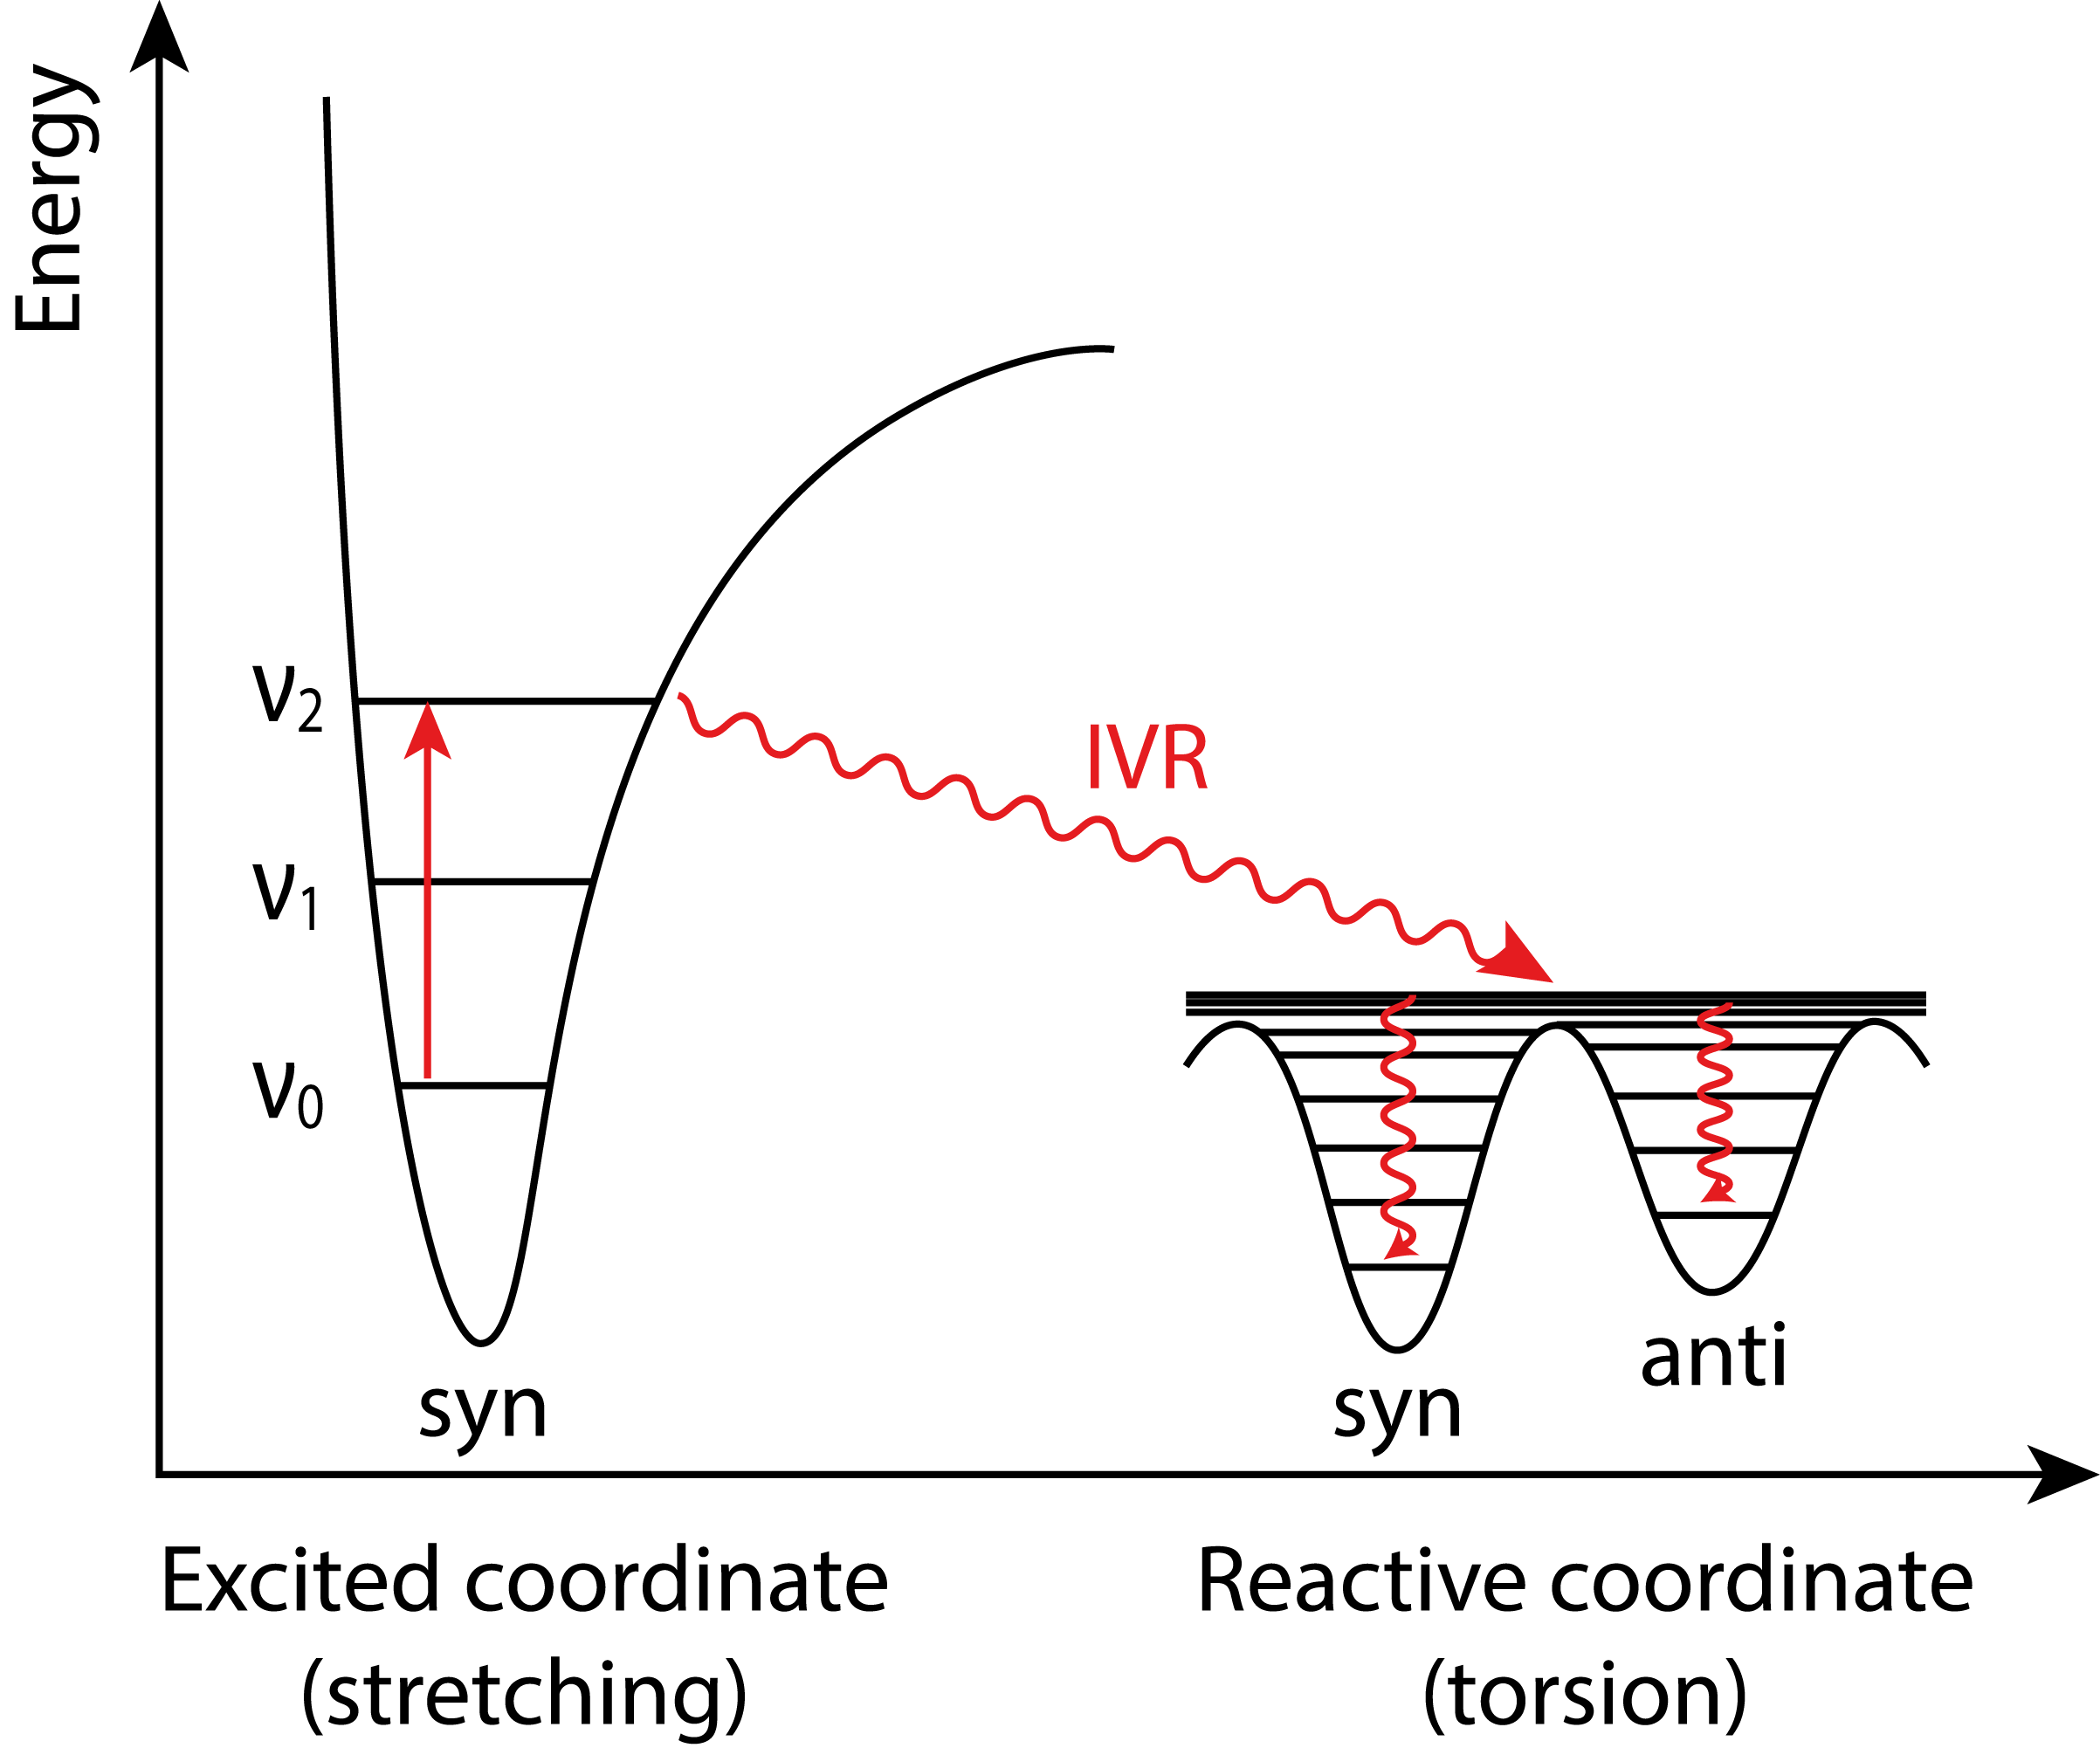 Energy
ν2
IVR
ν1
ν0
syn
syn
anti
Excited coordinate
(stretching)
Reactive coordinate
(torsion)